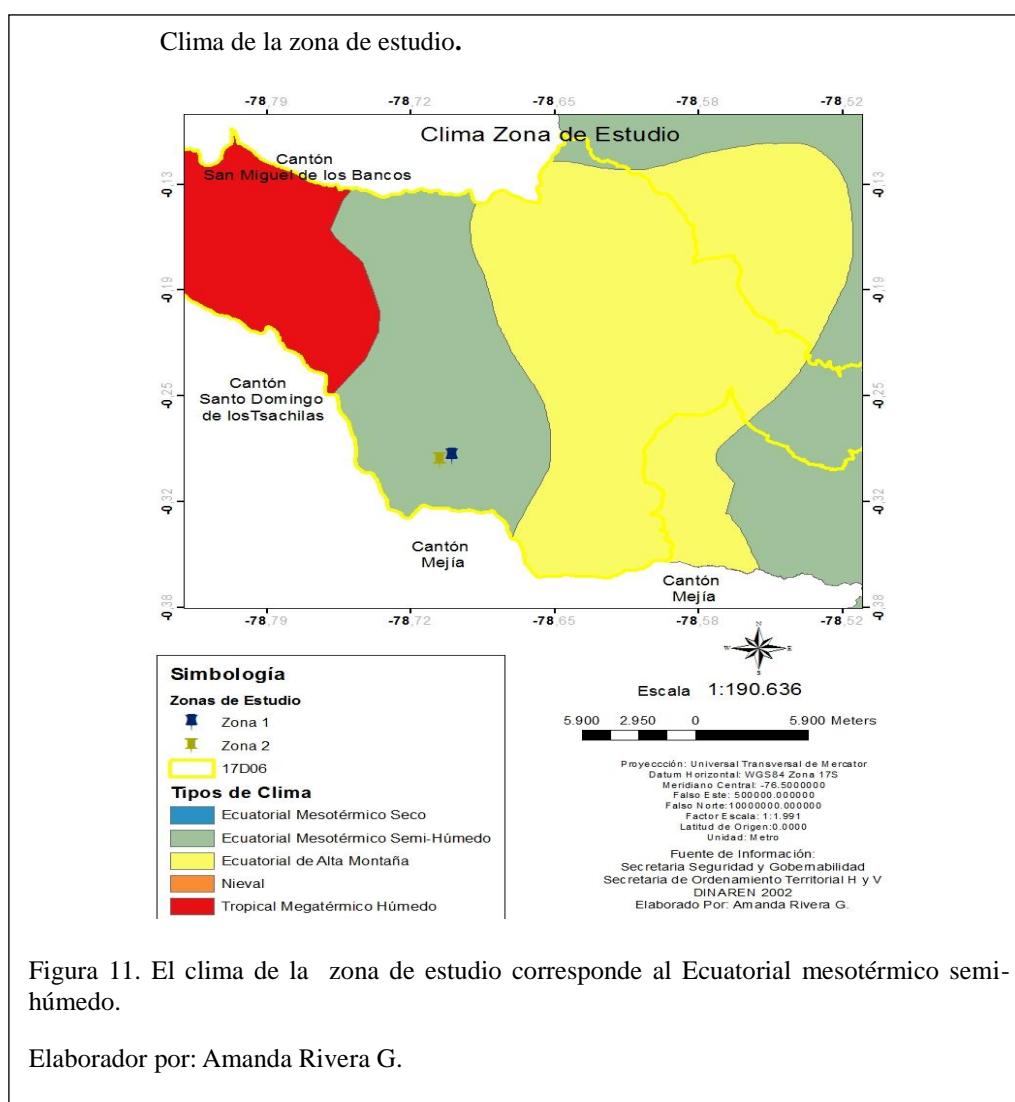 Clima de la zona de estudio.
-78,79 -78,72 -78,65 -78,58 -78,52
Clima Zona de Estudio
Cantón
San Miguel de los Bancos
-0,13 -0,13
-0,19 -0,19
Cantón
Santo Domingo
de losTsachilas
-0,25 -0,25
-0,32 -0,32
Cantón
Mejía
Cantón
Mejía
-0,38 -0,38
-78,79 -78,72 -78,65 -78,58 -78,52
Simbología
Zonas de Estudio
Zona 1
Zona 2
17D06
Tipos de Clima
Ecuatorial Mesotérmico Seco
Ecuatorial Mesotérmico Semi-Húmedo
Ecuatorial de Alta Montaña
Nieval
Tropical Megatérmico Húmedo
N
W E
S
Escala 1:190.636
5.900 2.950 0 5.900 Meters
Proyeccción: Universal Transversal de Mercator
Datum Horizontal: WGS84 Zona 17S
Meridiano Central: -76.5000000
Falso Este: 500000.000000
Falso Norte:10000000.000000
Factor Escala: 1:1.991
Latitud de Origen:0.0000
Unidad: Metro
Fuente de Información:
Secretaria Seguridad y Gobernabilidad
Secretaria de Ordenamiento Territorial H y V
DINAREN 2002
Elaborado Por: Amanda Rivera G.
Figura 11. El clima de la zona de estudio corresponde al Ecuatorial mesotérmico semi-
húmedo.
Elaborador por: Amanda Rivera G.